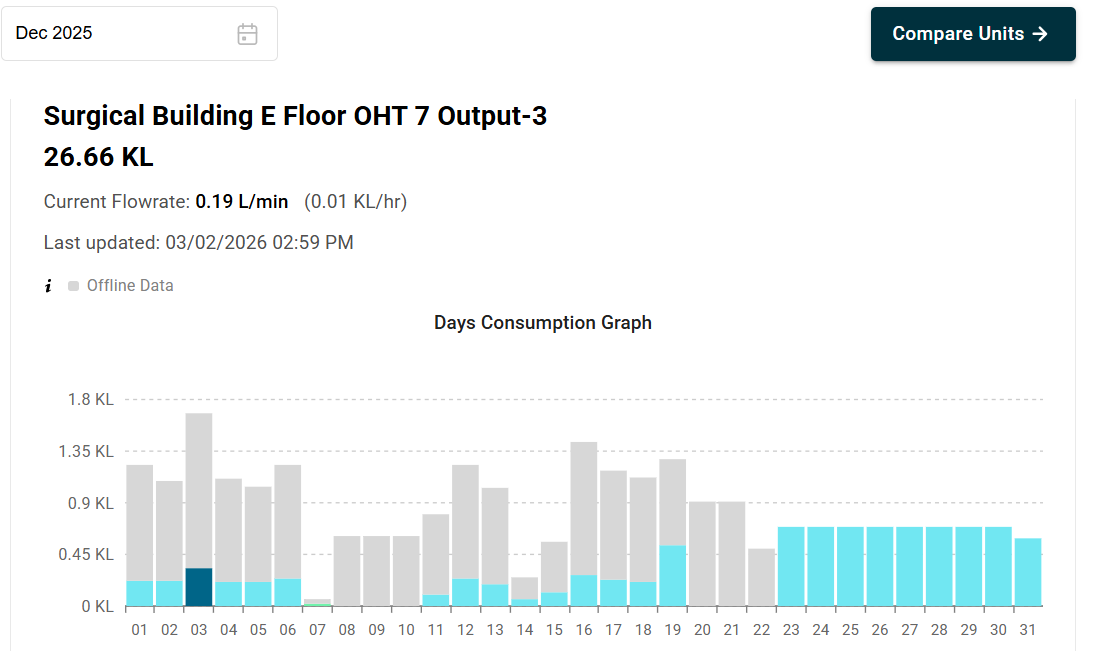 Dec 2025
Compare Units →
Surgical Building E Floor OHT 7 Output-3
26.66 KL
Current Flowrate: 0.19 L/min (0.01 KL/hr)
Last updated: 03/02/2026 02:59 PM
i Offline Data
Days Consumption Graph
1.8 KL
1.35 KL
0.9 KL
0.45 KL
0 KL
01 02 03 04 05 06 07 08 09 10 11 12 13 14 15 16 17 18 19 20 21 22 23 24 25 26 27 28 29 30 31